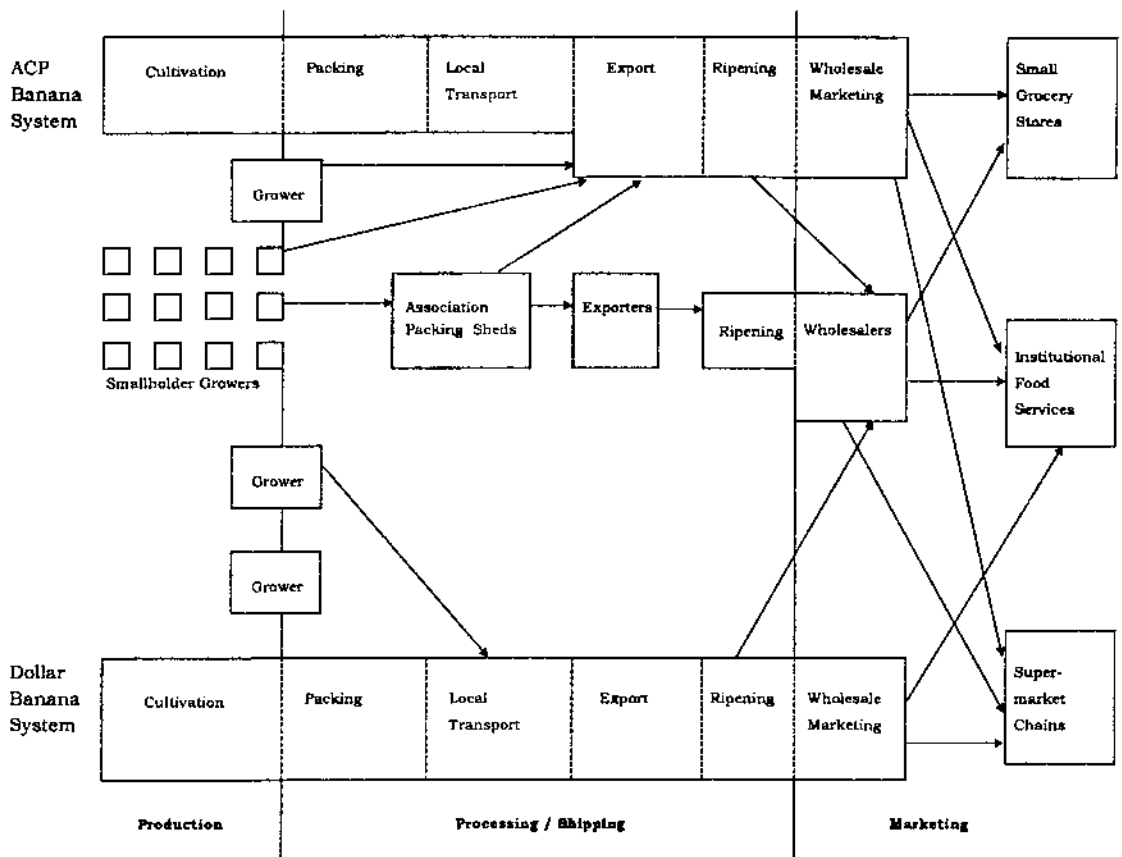 ACP
Banana
System
Cultivation
Packing
Local
Transport
Export
Ripening
Wholesale
Marketing
Small
Grocery
Stores
Grower
Association
Packing Sheds
Exporters
Ripening
Wholesalers
Institutional
Food
Services
Smallholder Growers
Grower
Grower
Dollar
Banana
System
Cultivation
Packing
Local
Transport
Export
Ripening
Wholesale
Marketing
Super-
market
Chains
Production
Processing / Shipping
Marketing